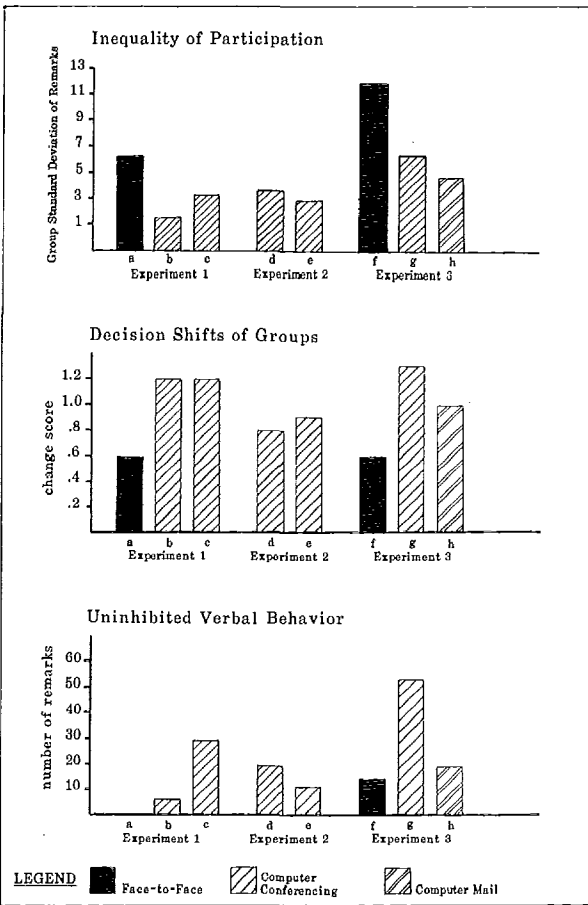 Inequality of Participation
Group Standard Deviation of Remarks
13
11
9
7
5
3
1
a b c d e f g h
Experiment 1 Experiment 2 Experiment 3
Decision Shifts of Groups
change score
1.2
1.0
.8
.6
.4
.2
a b c d e f g h
Experiment 1 Experiment 2 Experiment 3
Uninhibited Verbal Behavior
number of remarks
60
50
40
30
20
10
a b c d e f g h
Experiment 1 Experiment 2 Experiment 3
LEGEND
Face-to-Face
Computer
Conferencing
Computer Mail